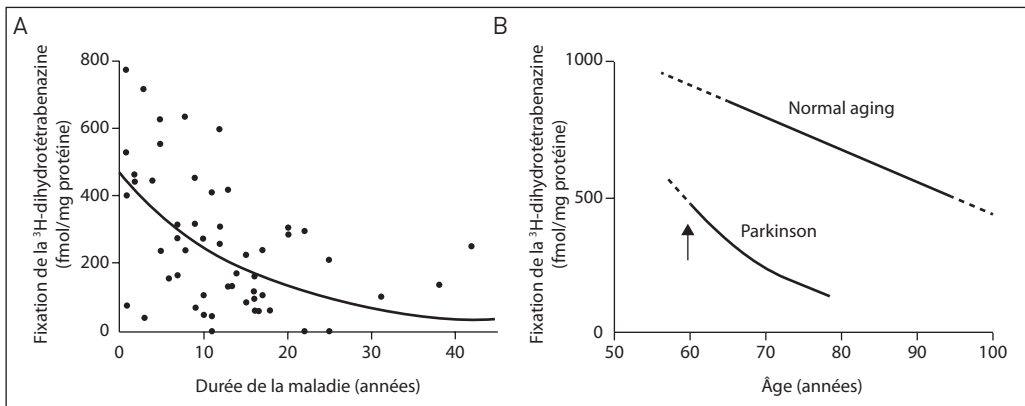 A
Fixation de la ³H-dihydrotétrabenazine
(fmol/mg protéine)
800
600
400
200
0
0 10 20 30 40
Durée de la maladie (années)
B
Fixation de la ³H-dihydrotétrabenazine
(fmol/mg protéine)
1000
500
0
Normal aging
Parkinson
50 60 70 80 90 100
Âge (années)